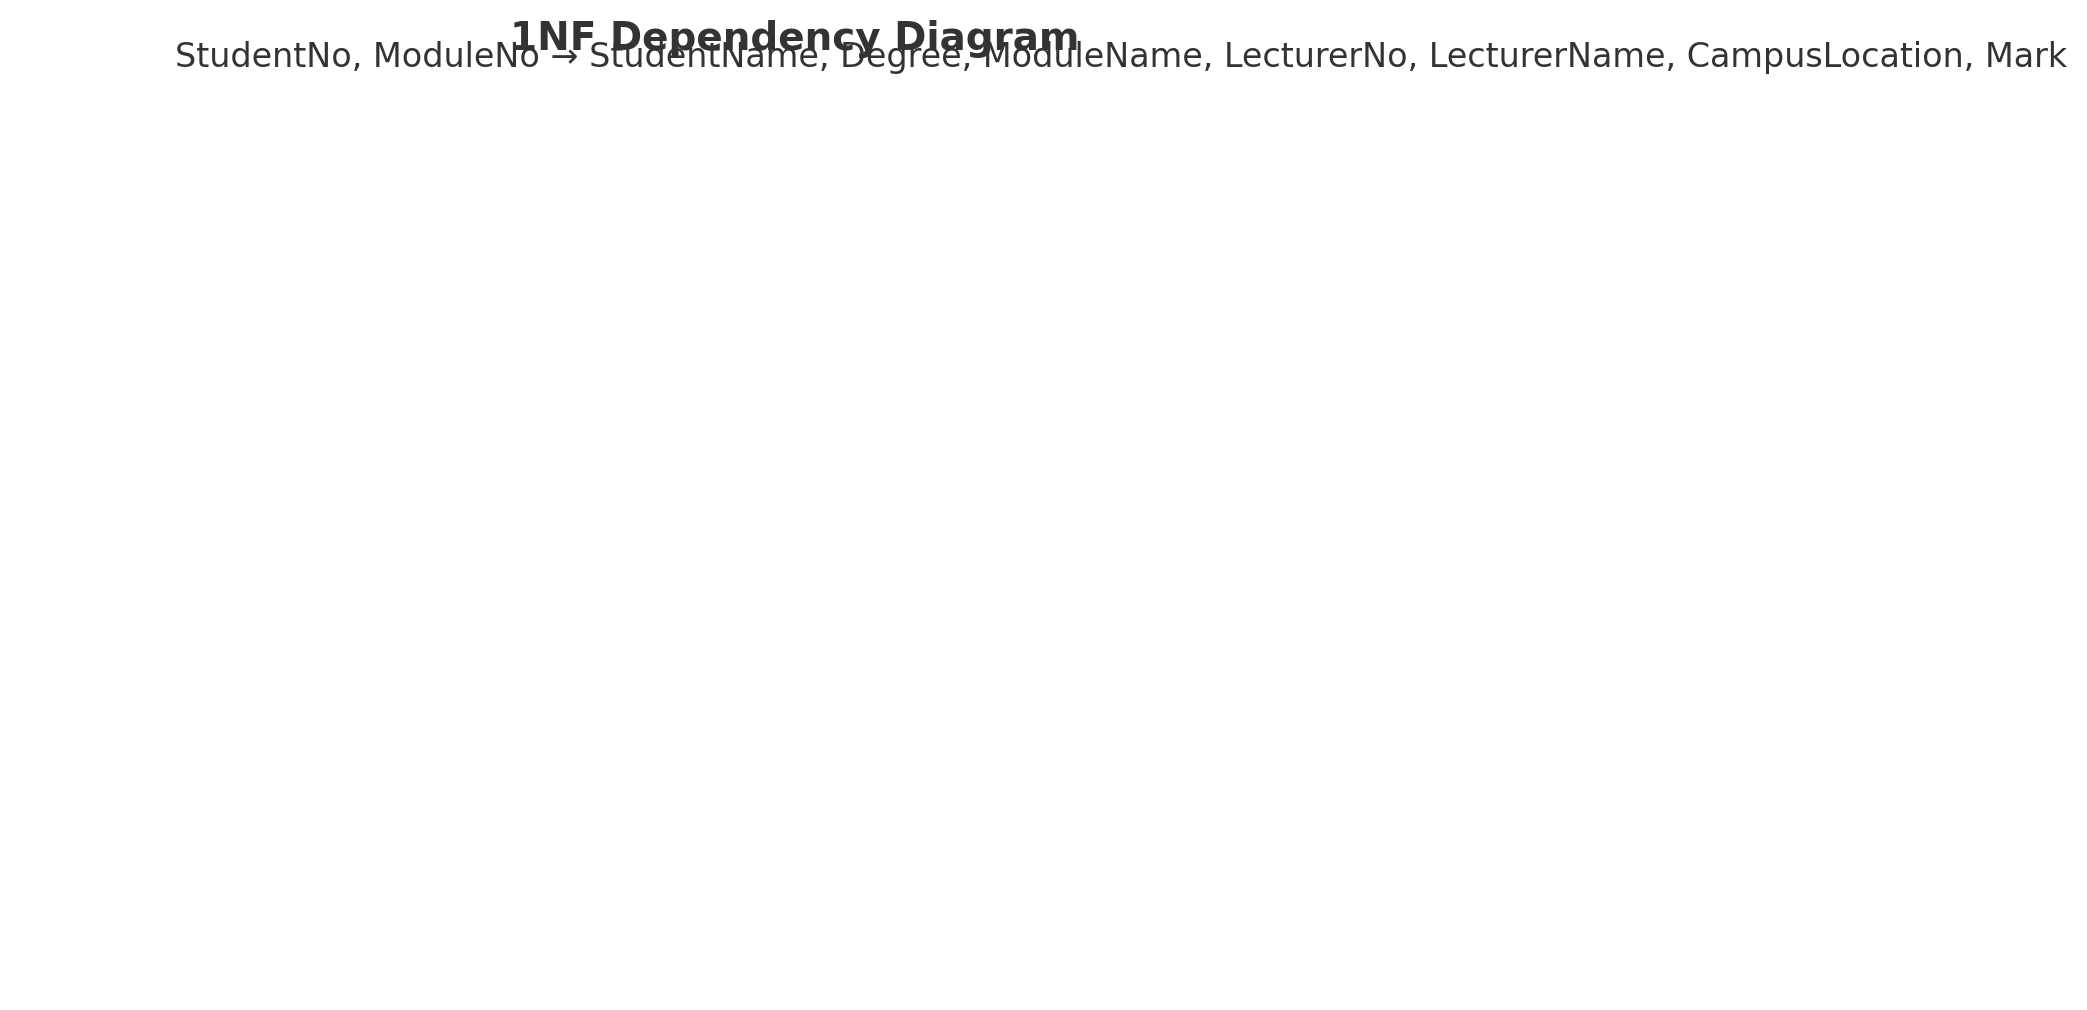 1NF Dependency Diagram
StudentNo, ModuleNo → StudentName, Degree, ModuleName, LecturerNo, LecturerName, CampusLocation, Mark